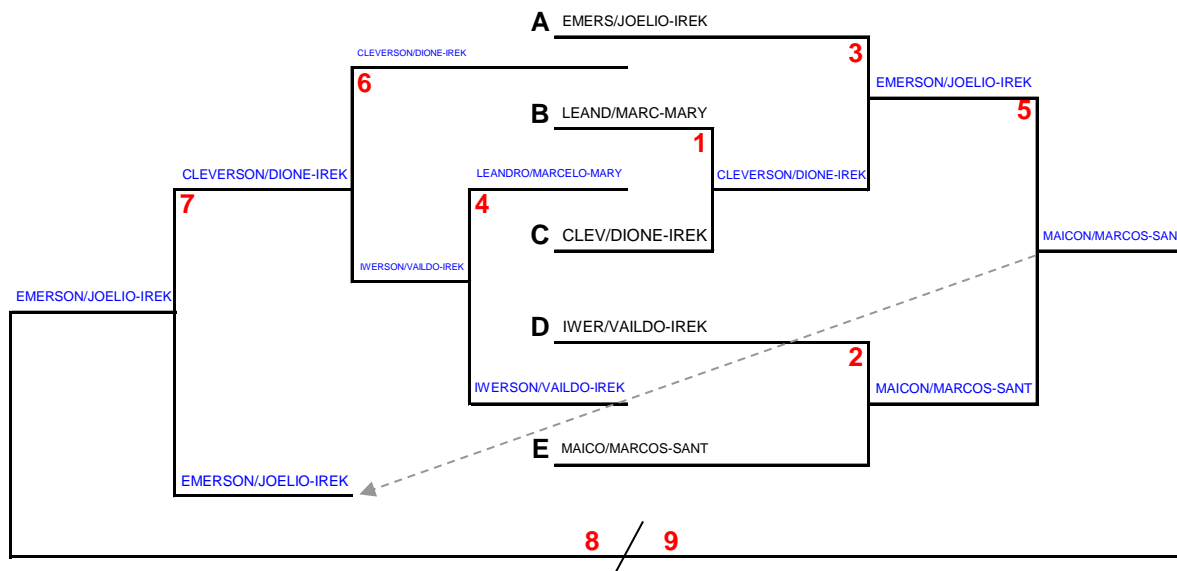 A EMERS/JOELIO-IREK
3
CLEVERSON/DIONE-IREK
6
EMERSON/JOELIO-IREK
5
B LEAND/MARC-MARY
1
CLEVERSON/DIONE-IREK
7
LEANDRO/MARCELO-MARY
4
CLEVERSON/DIONE-IREK
C CLEV/DIONE-IREK
MAICON/MARCOS-SAN
IWERSON/VAILDO-IREK
EMERSON/JOELIO-IREK
D IWER/VAILDO-IREK
2
IWERSON/VAILDO-IREK
MAICON/MARCOS-SANT
E MAICO/MARCOS-SANT
EMERSON/JOELIO-IREK
8 / 9